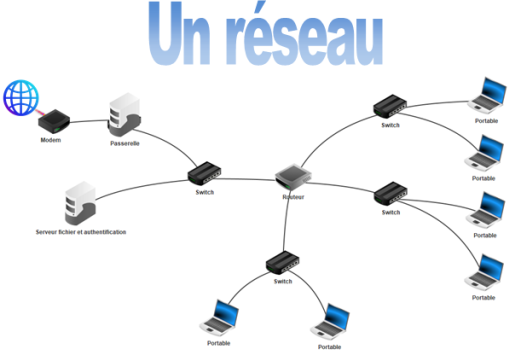 Un réseau
Modem
Passerelle
Switch
Portable
Portable
Switch
Routeur
Switch
Portable
Serveur fichier et authentification
Switch
Portable
Portable
Portable